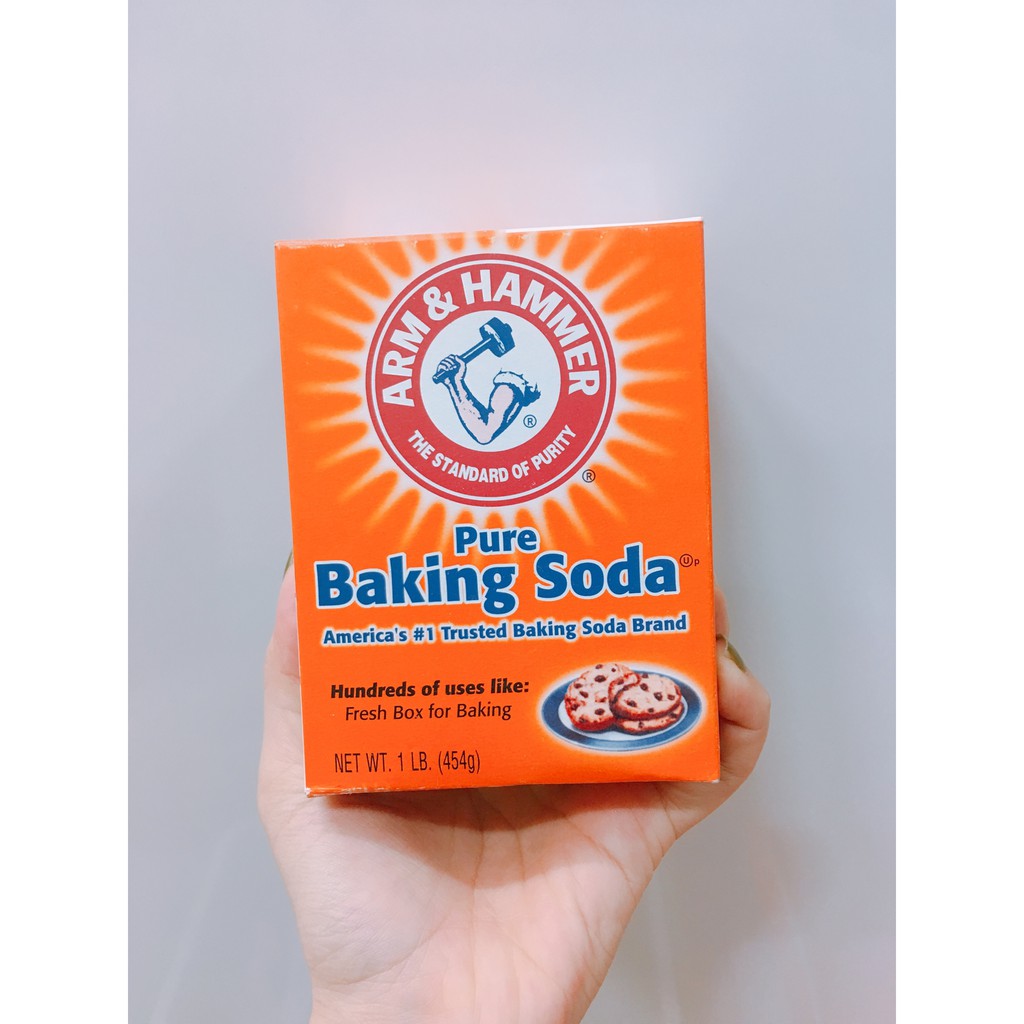 ARM & HAMMER
THE STANDARD OF PURITY
®
®
Pure
Baking Soda Ⓤp
America's #1 Trusted Baking Soda Brand
Hundreds of uses like:
Fresh Box for Baking
NET WT. 1 LB. (454g)